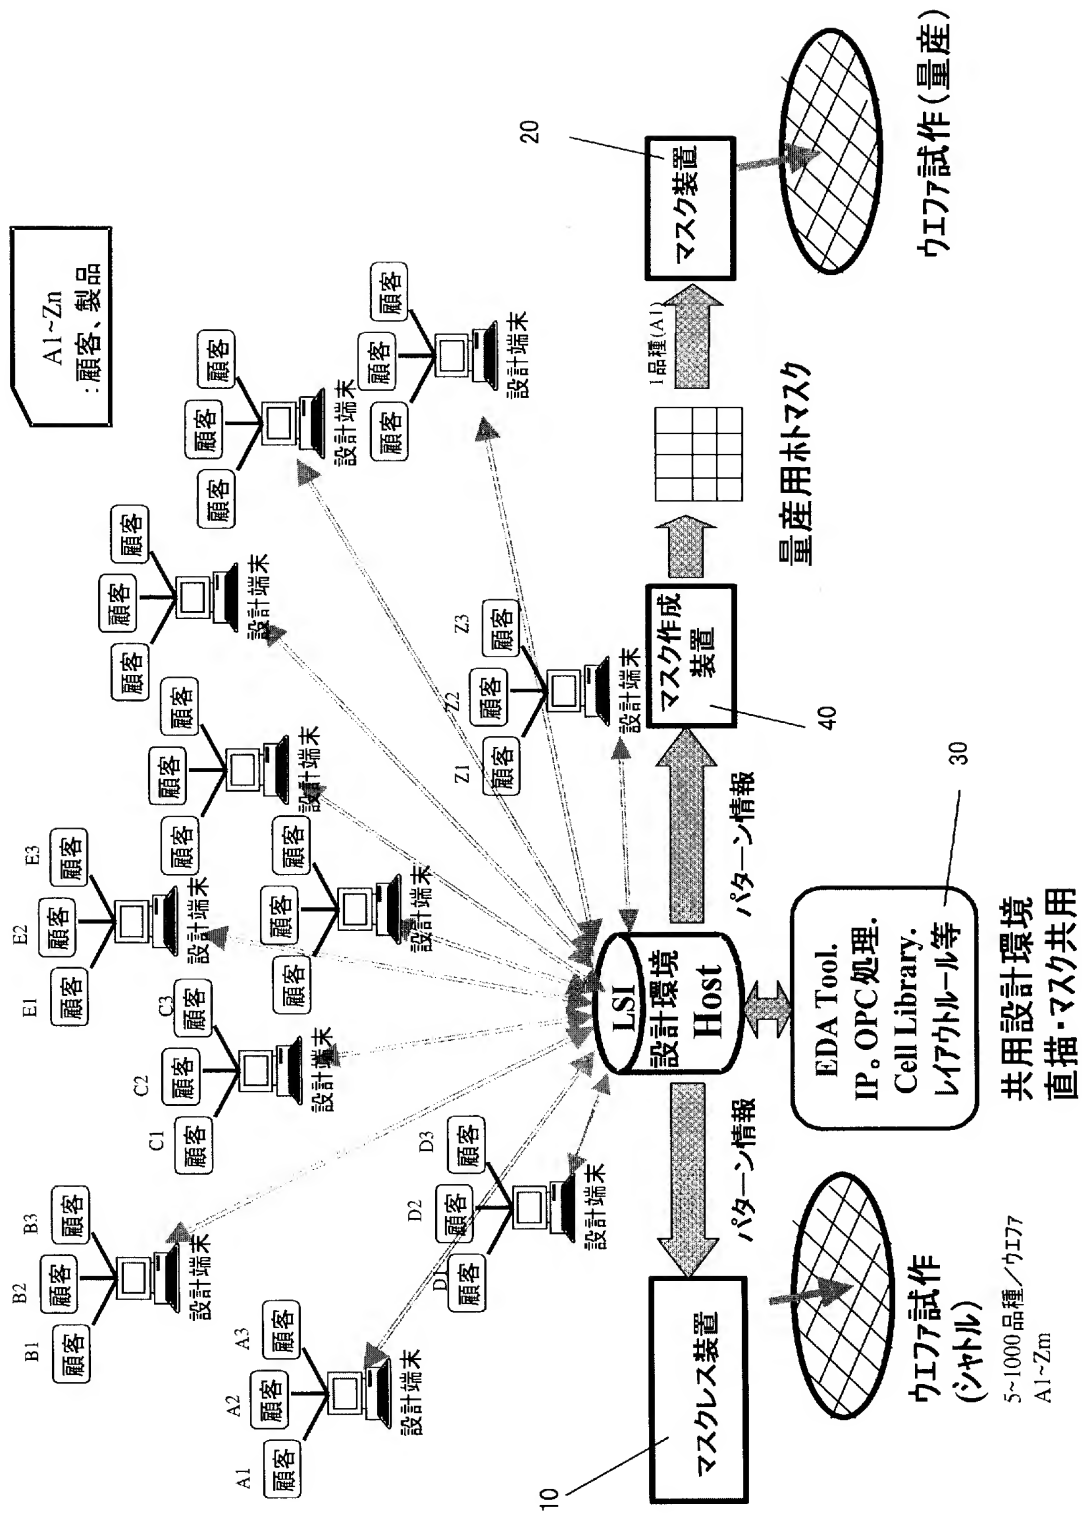 A1~Zn
:顧客、製品
B1
B2
B3
顧客
顧客
顧客
設計端末
E1
E2
E3
顧客
顧客
顧客
設計端末
顧客
顧客
顧客
設計端末
顧客
顧客
顧客
設計端末
顧客
顧客
顧客
設計端末
A1
A2
A3
顧客
顧客
顧客
設計端末
C1
C2
C3
顧客
顧客
顧客
設計端末
顧客
顧客
顧客
設計端末
顧客
顧客
顧客
設計端末
D1
D2
D3
顧客
顧客
顧客
設計端末
Z1
Z2
Z3
顧客
顧客
顧客
設計端末
10
マスクレス装置
パターン情報
LSI
設計環境
Host
パターン情報
マスク作成
装置
40
量産用ホトマスク
1品種(A1)
マスク装置
20
ウエファ試作
(シャトル)
5~1000品種/ウエファ
A1~Zm
EDA Tool.
IP。OPC処理.
Cell Library.
レイアウトルール等
30
共用設計環境
直描・マスク共用
ウエファ試作(量産)